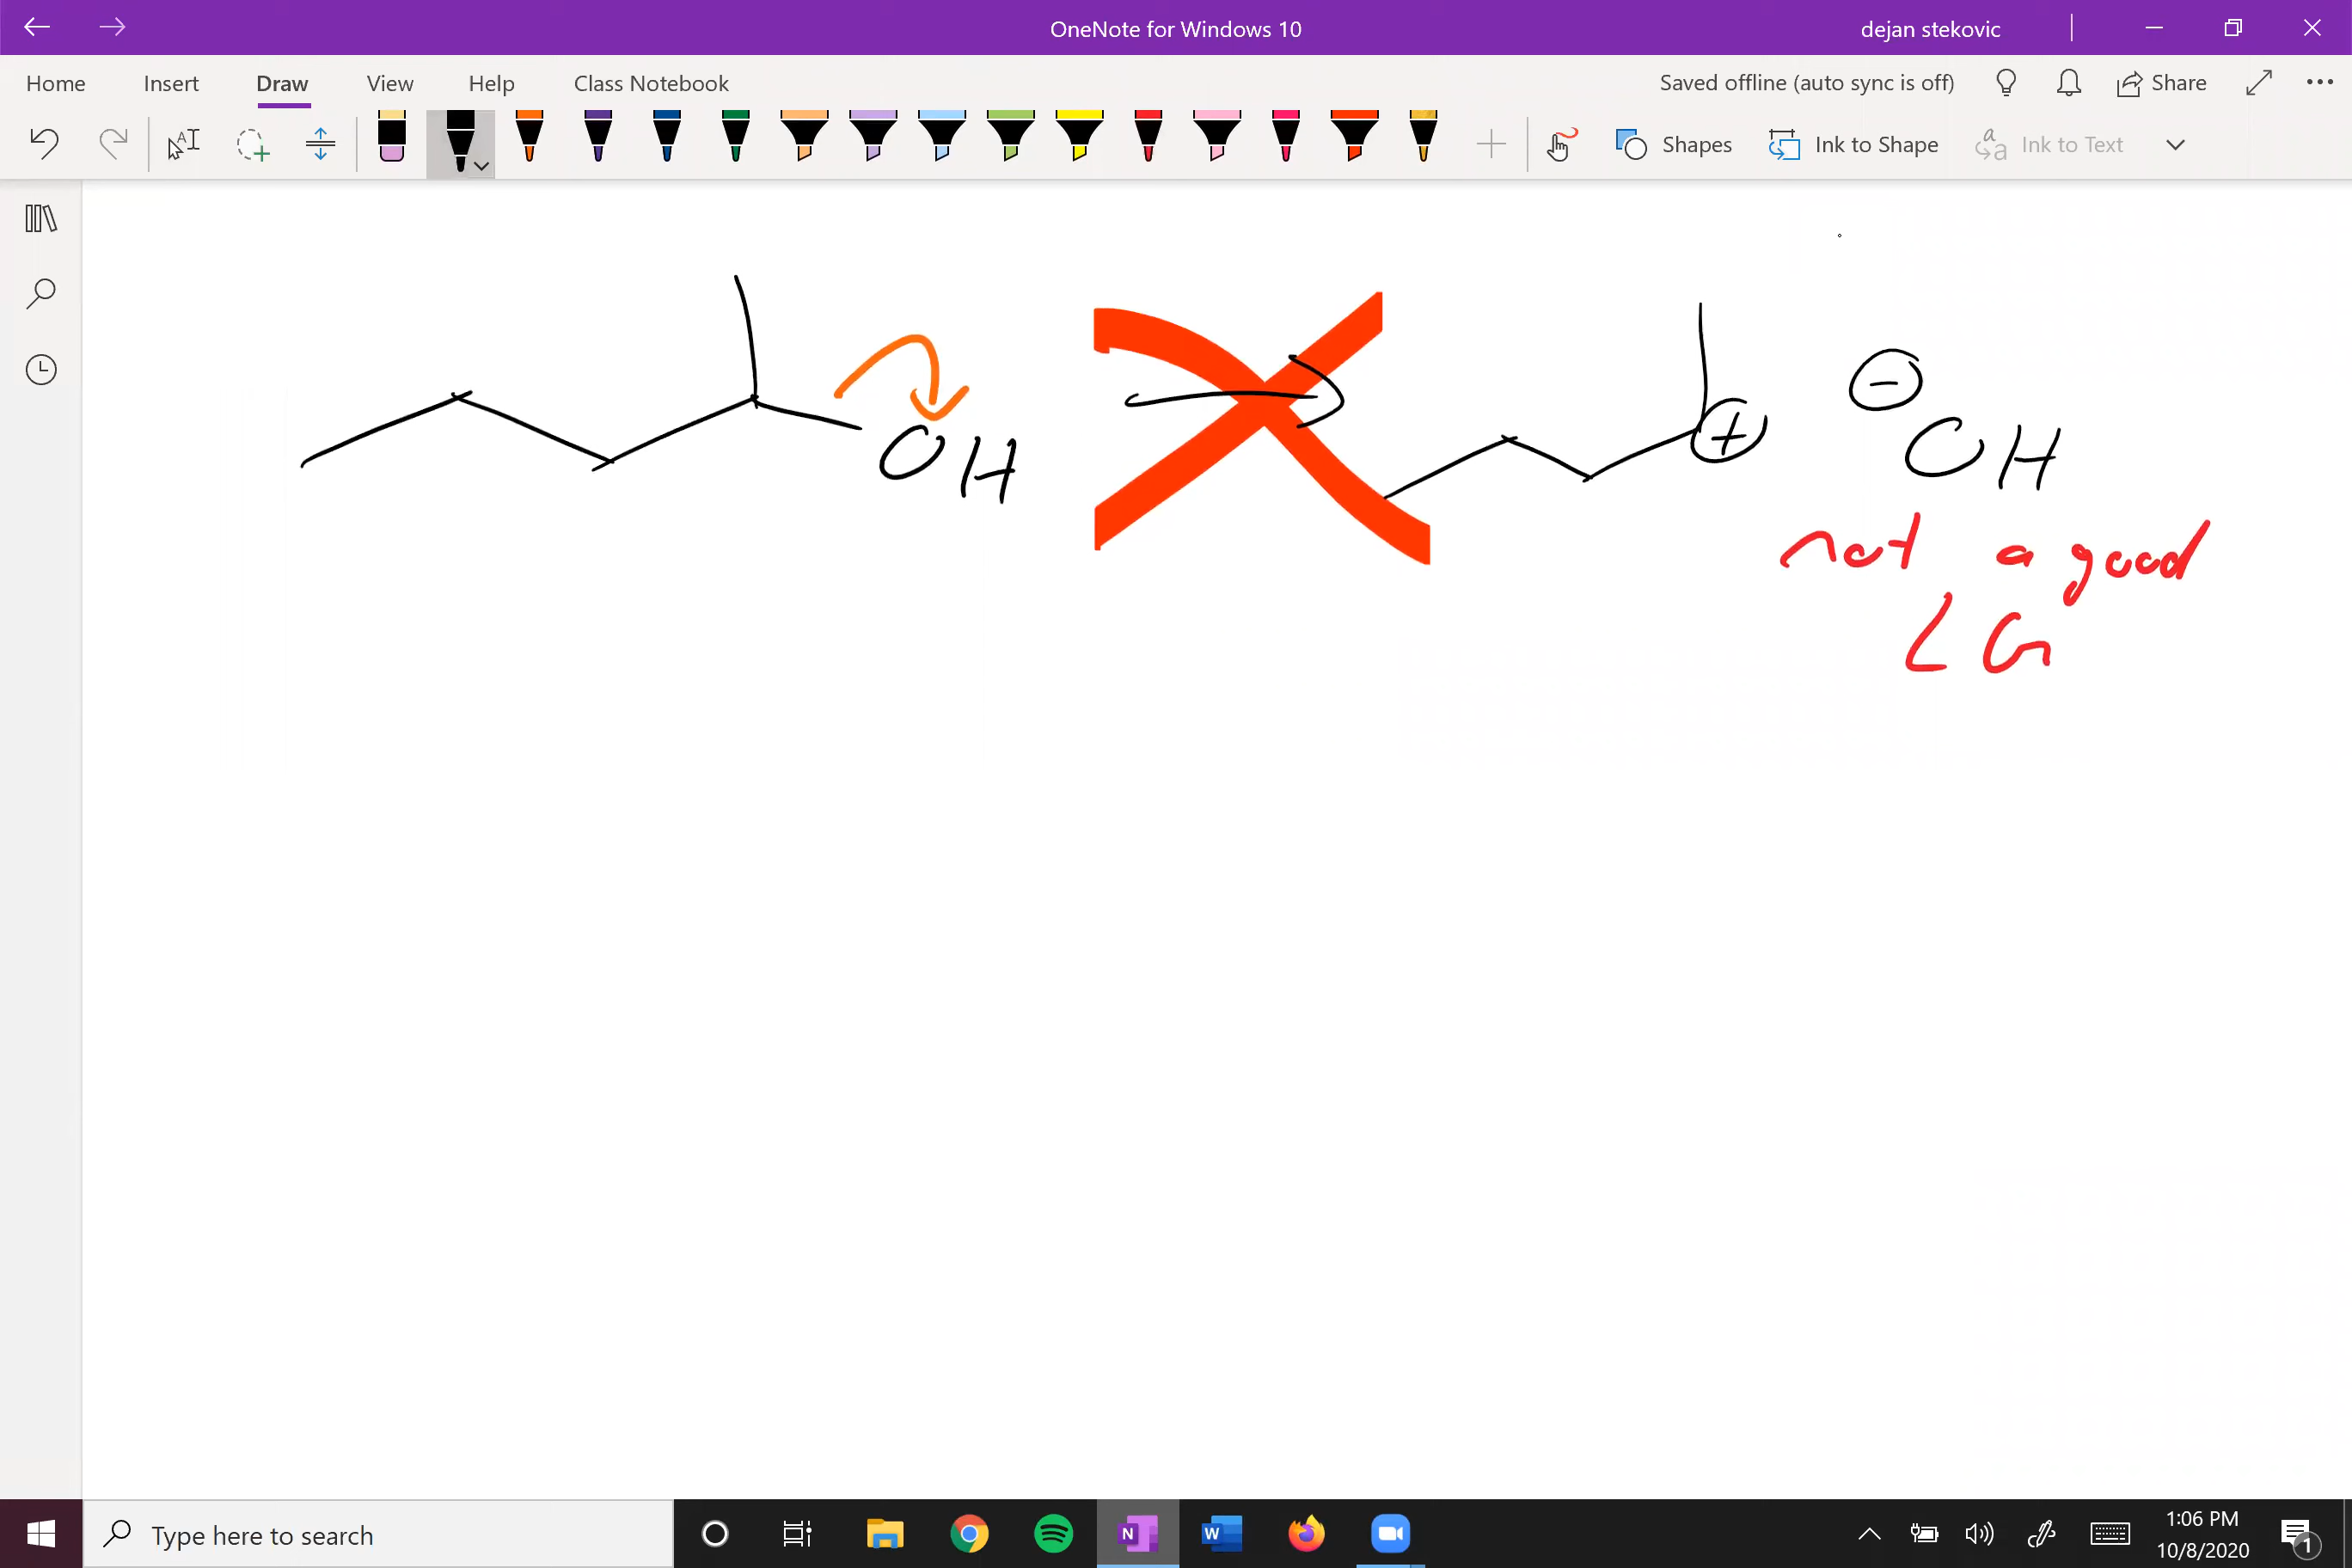 OneNote for Windows 10
dejan stekovic
Home Insert Draw View Help Class Notebook
Saved offline (auto sync is off)
Share
Shapes
Ink to Shape
Ink to Text
OH
+
−
OH
not a good
LG
Type here to search
1:06 PM
10/8/2020
1